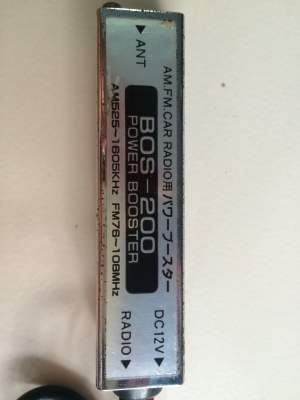 AM.FM.CAR RADIO用パワーブースター
▶ ANT
DC12V▶
BOS-200
POWER BOOSTER
RADIO▶
AM525~1605KHz FM76~108MHz